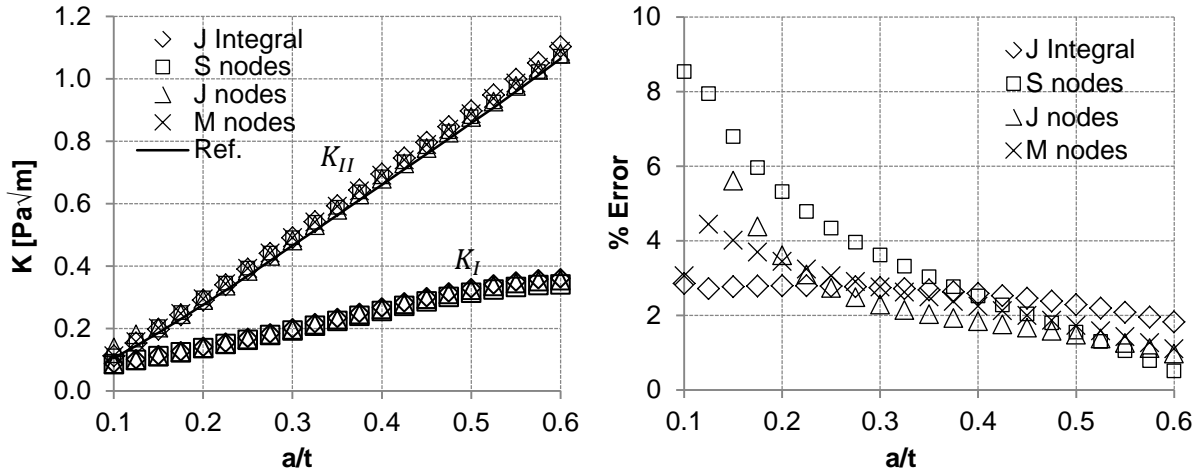 1.2
1.0
0.8
0.6
0.4
0.2
0.0
K [Pa√m]
J Integral
S nodes
J nodes
M nodes
Ref.
K_II
K_I
0.1 0.2 0.3 0.4 0.5 0.6
a/t
10
8
6
4
2
0
% Error
J Integral
S nodes
J nodes
M nodes
0.1 0.2 0.3 0.4 0.5 0.6
a/t